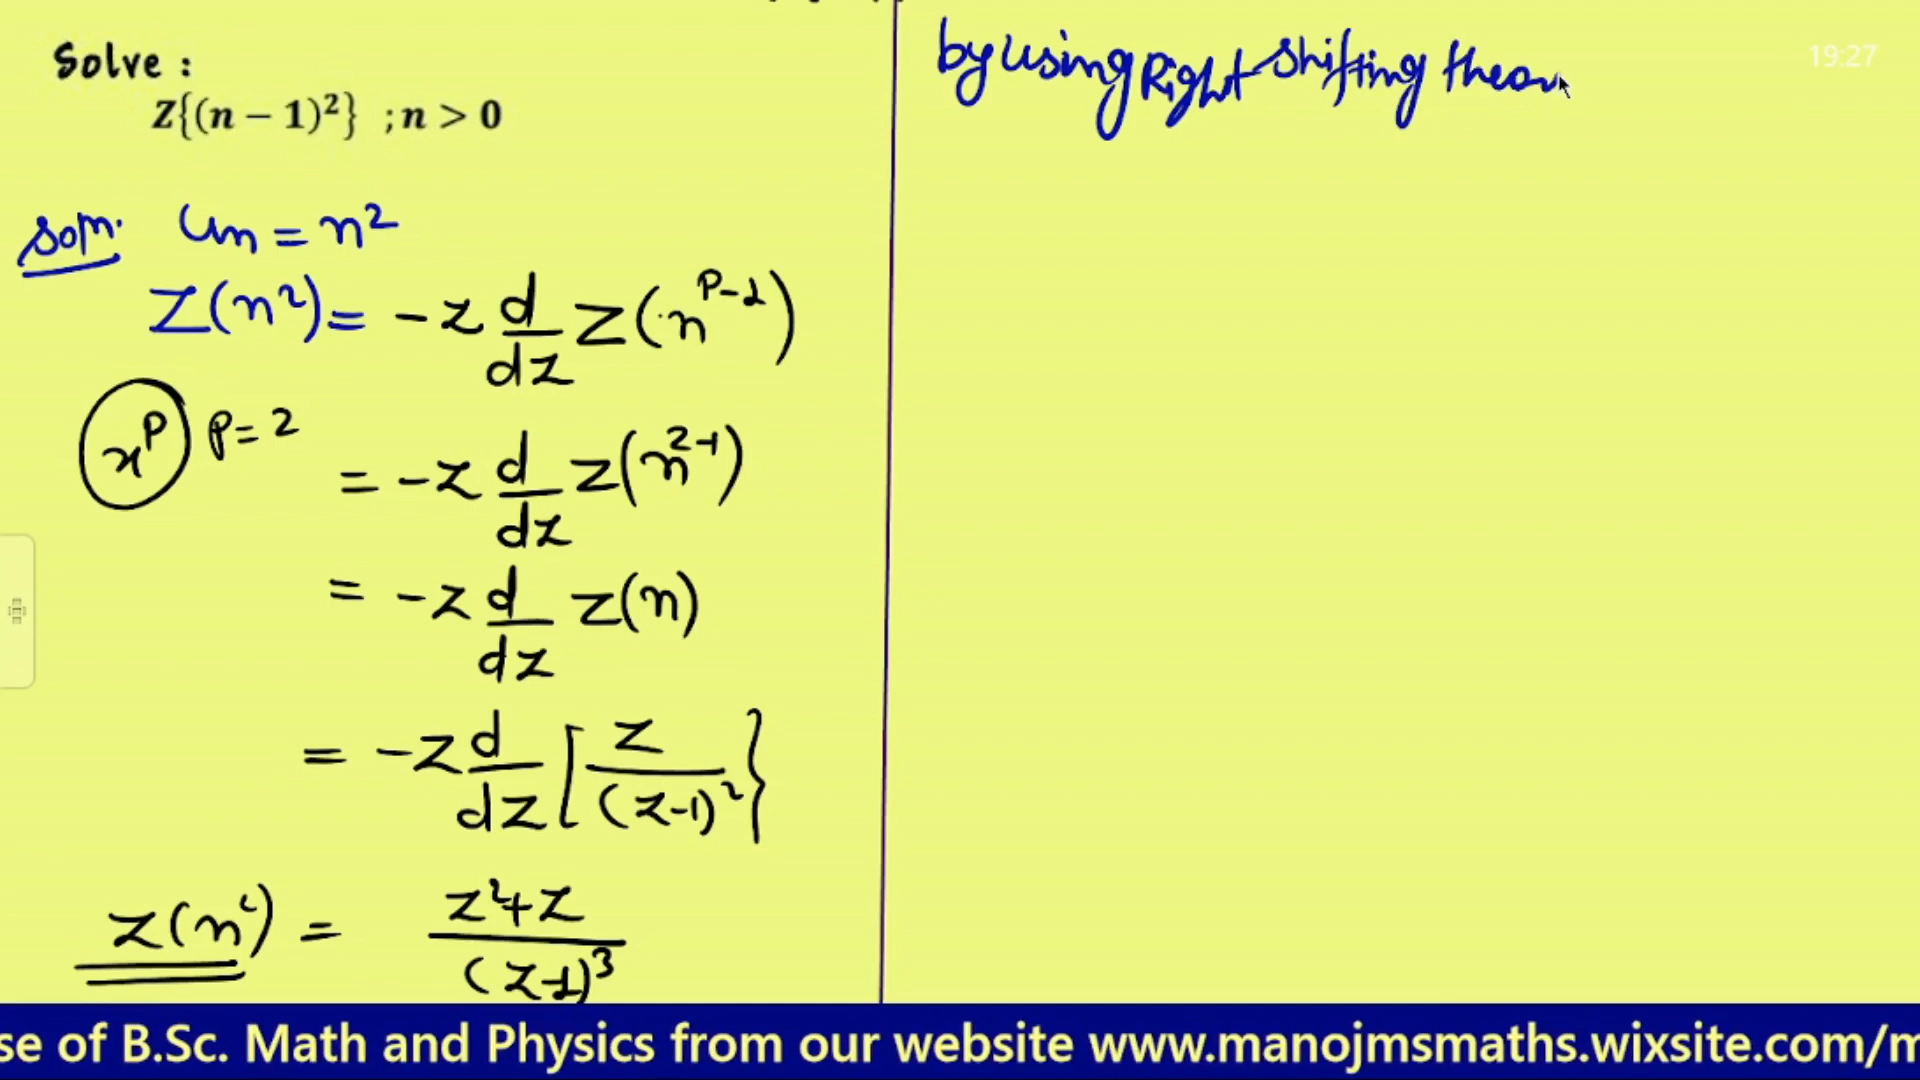 Solve :
Z{(n − 1)²} ; n > 0
Soln. Un = n²
Z(n²) = -z d/dz Z(n^(P-1))
n^P P=2
= -z d/dz Z(n^(2-1))
= -z d/dz Z(n)
= -z d/dz [z/(z-1)²}
Z(n²) = z²+z/(z-1)³
by using Right Shifting theor
19:27
se of B.Sc. Math and Physics from our website www.manojmsmaths.wixsite.com/m